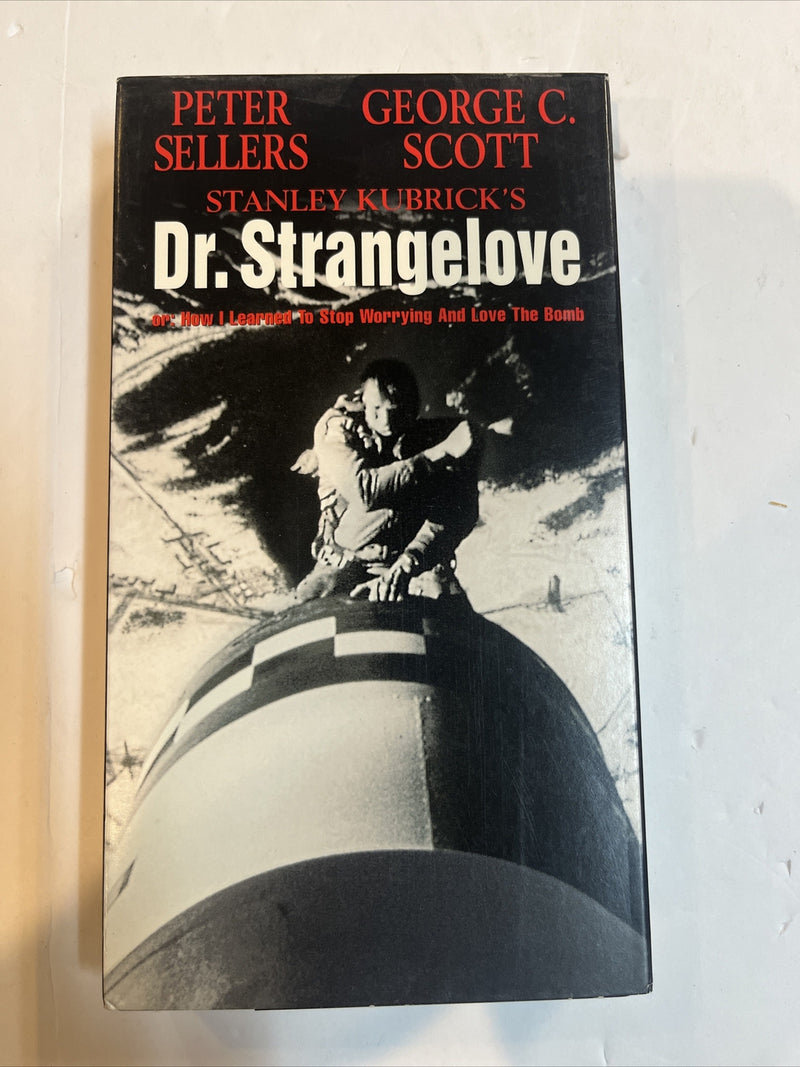 PETER
SELLERS
GEORGE C.
SCOTT
STANLEY KUBRICK'S
Dr. Strangelove
or: How I Learned To Stop Worrying And Love The Bomb